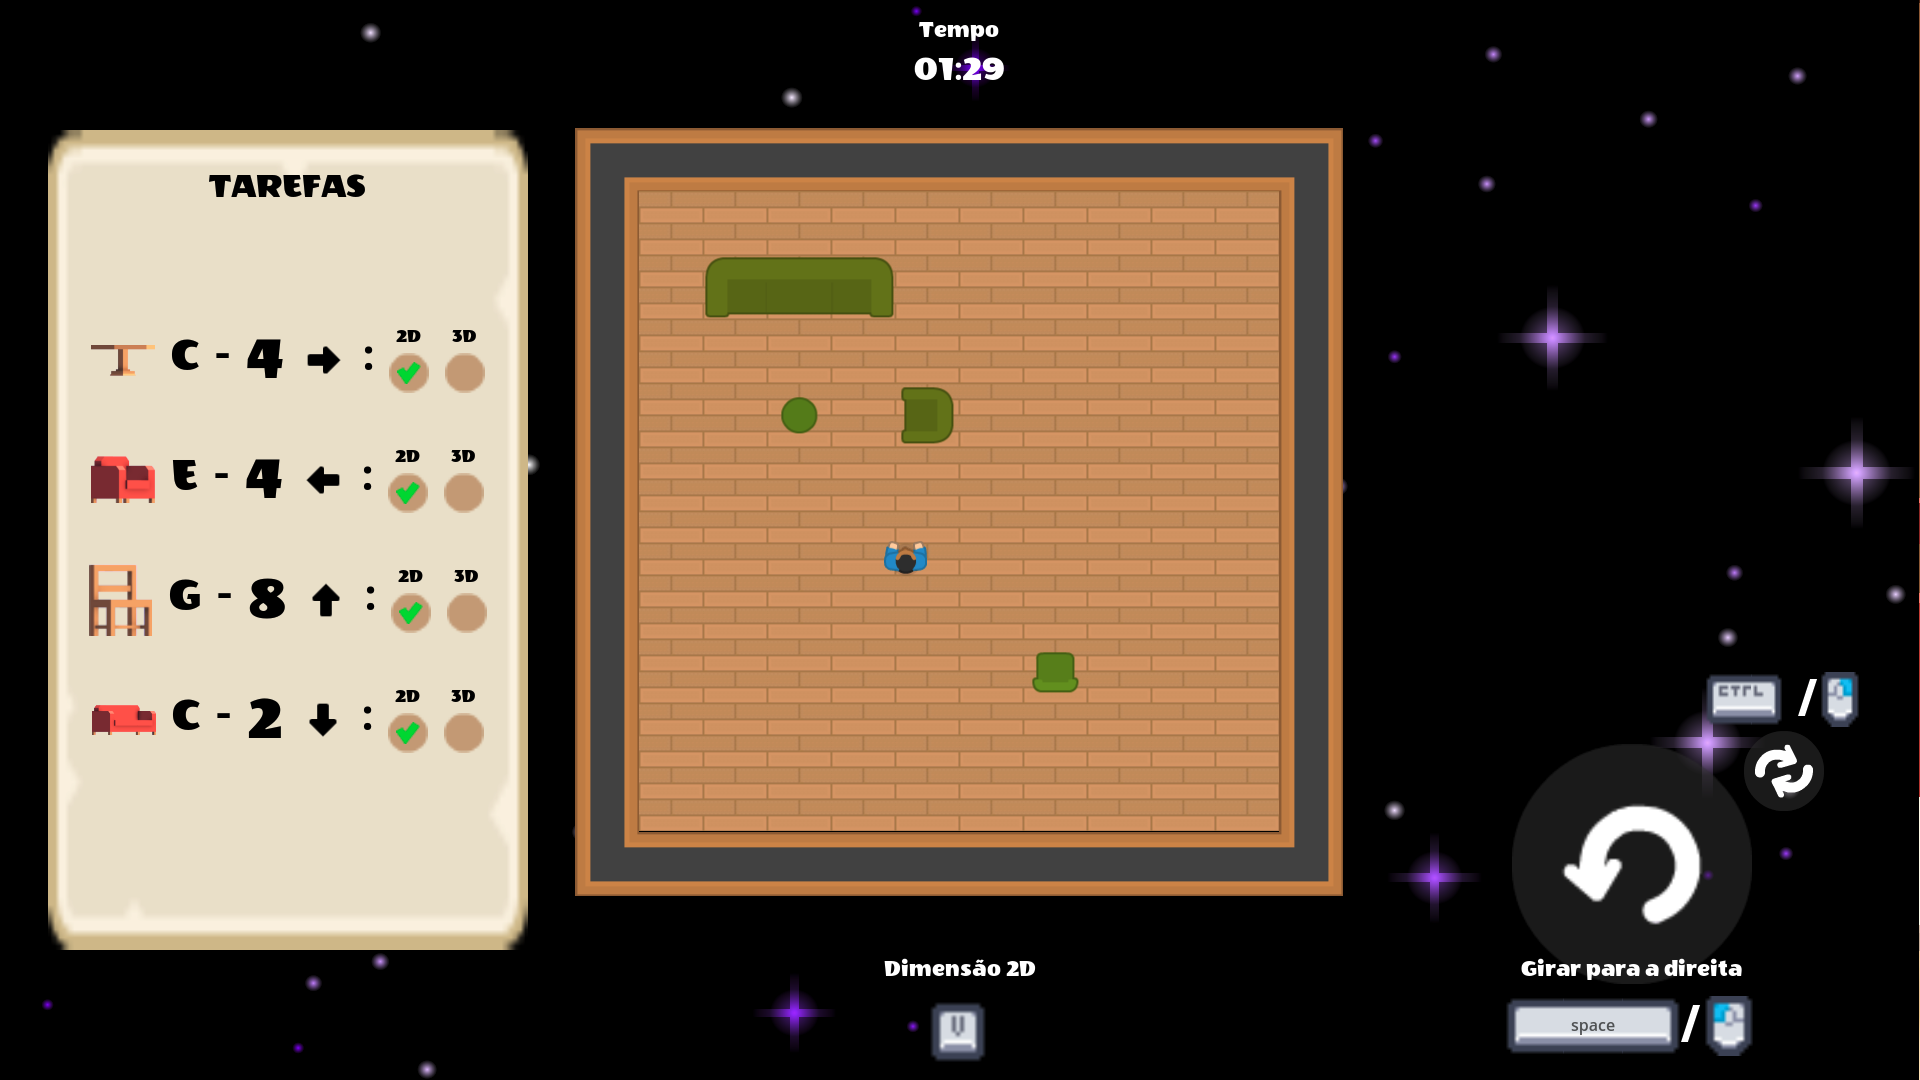 Tempo
01:29
TAREFAS
2D 3D
C - 4 → :
2D 3D
E - 4 ← :
2D 3D
G - 8 ↑ :
2D 3D
C - 2 ↓ :
CTRL /
Dimensão 2D
V
Girar para a direita
space /